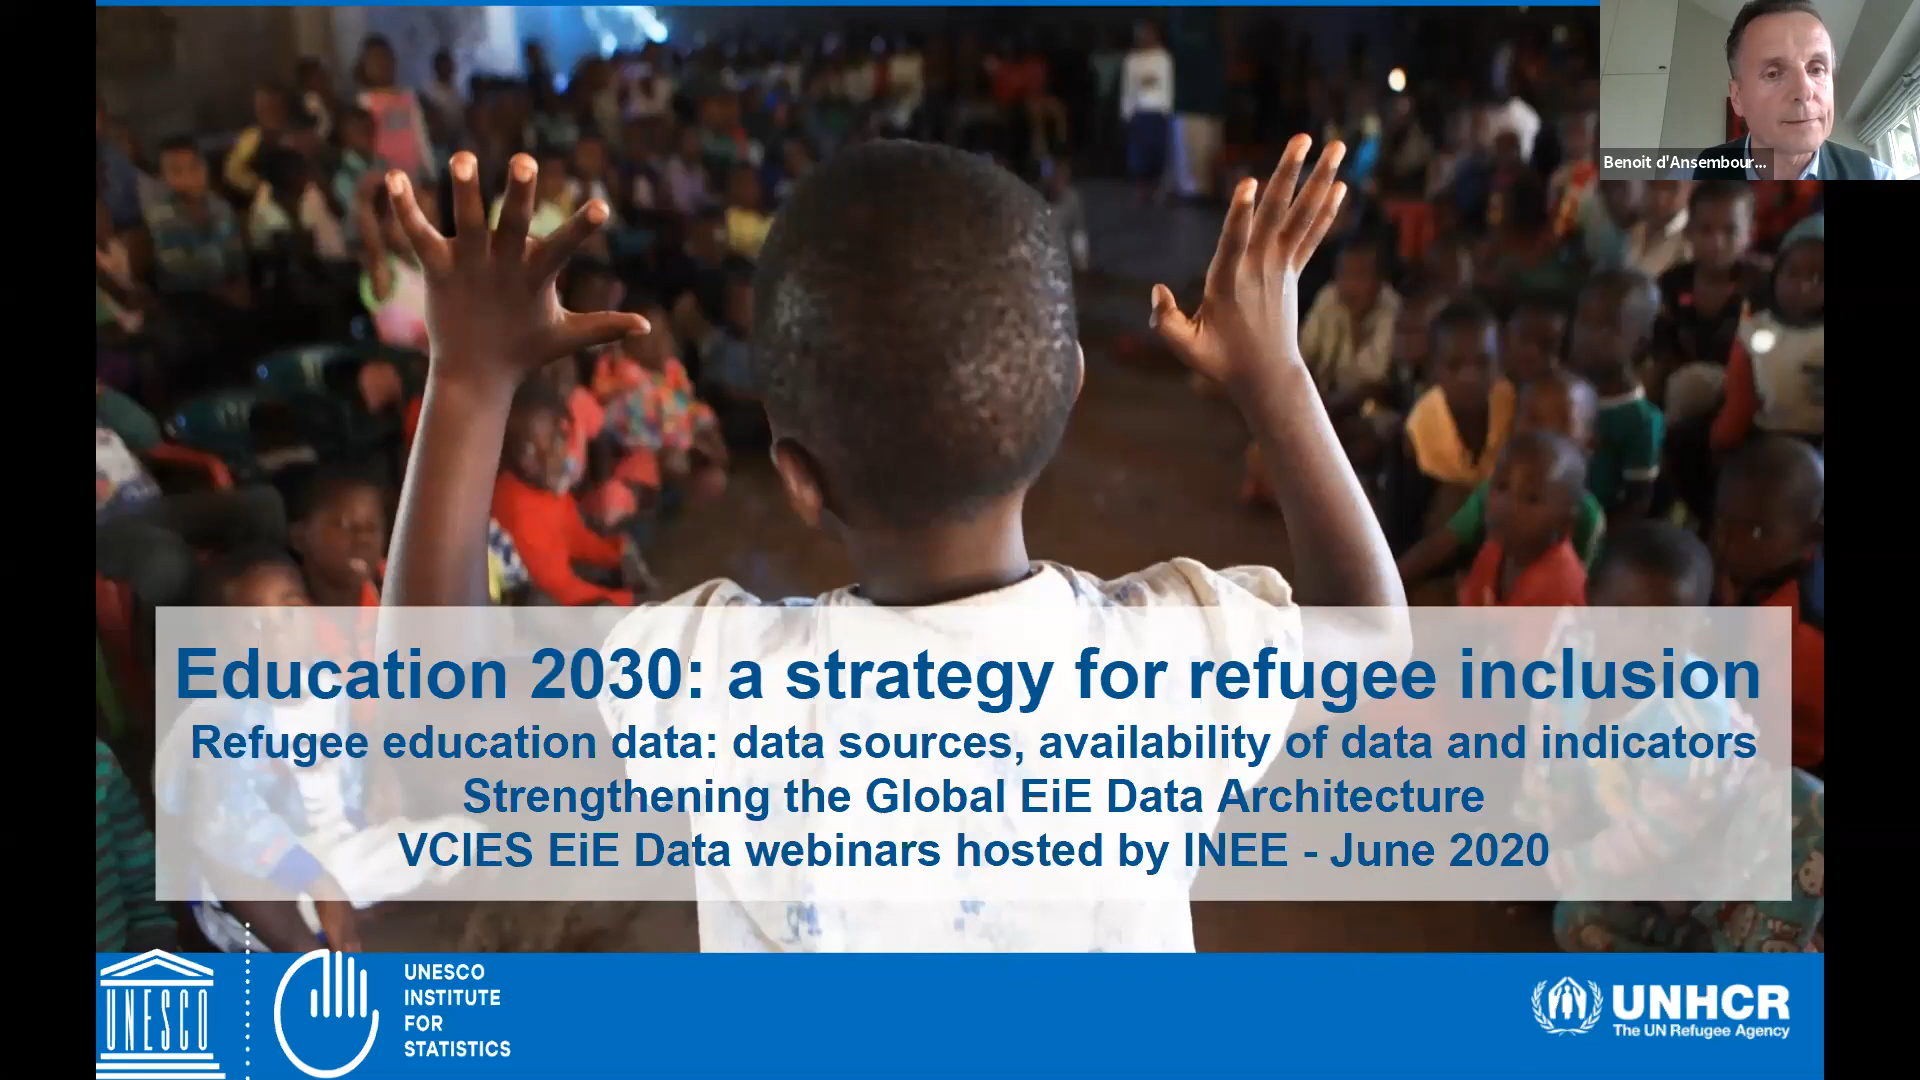 Benoit d'Ansembour...
Education 2030: a strategy for refugee inclusion
Refugee education data: data sources, availability of data and indicators
Strengthening the Global EiE Data Architecture
VCIES EiE Data webinars hosted by INEE - June 2020
UNESCO
UNESCO
INSTITUTE
FOR
STATISTICS
UNHCR
The UN Refugee Agency